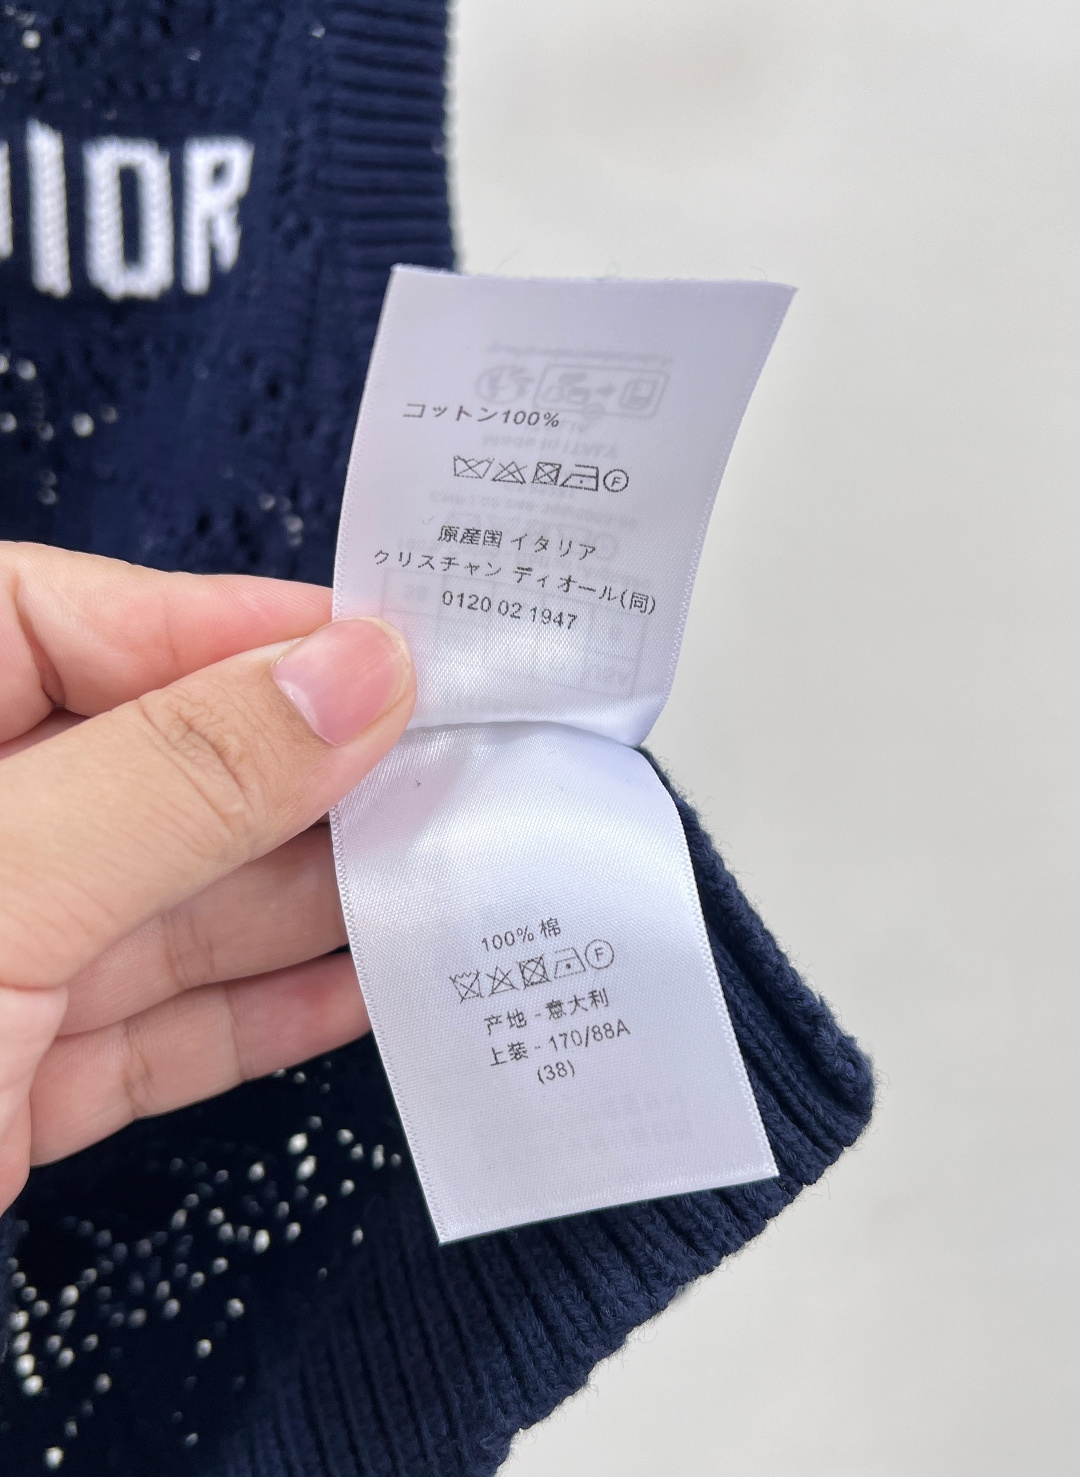 DIOR
コットン100%
F
原産国 イタリア
クリスチャン ディオール(同)
0120 02 1947
100% 棉
F
产地 - 意大利
上装 - 170/88A
(38)